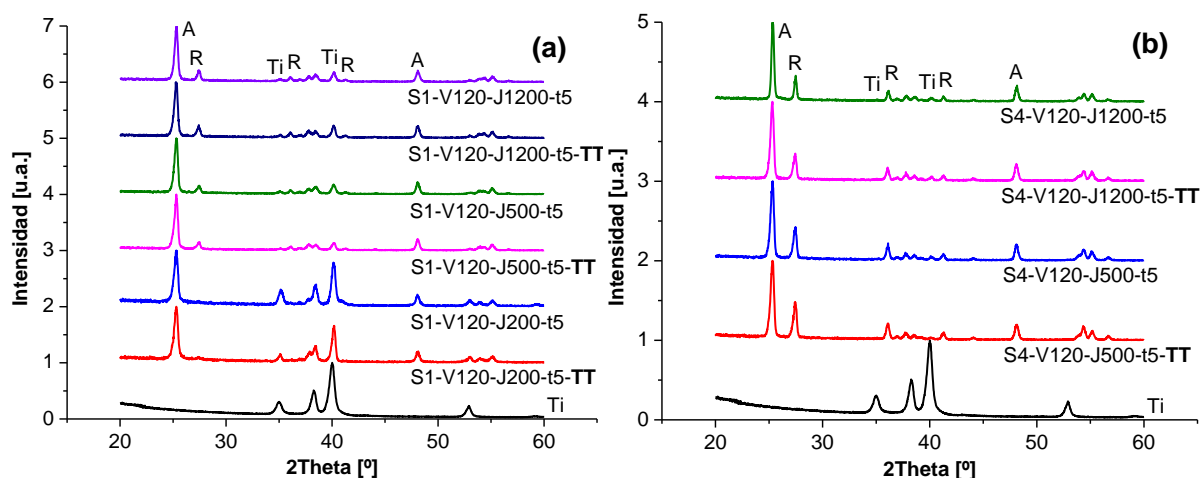 (a)
Intensidad [u.a.]
7
6
5
4
3
2
1
0
A
R
Ti
R
Ti
R
A
S1-V120-J1200-t5
S1-V120-J1200-t5-TT
S1-V120-J500-t5
S1-V120-J500-t5-TT
S1-V120-J200-t5
S1-V120-J200-t5-TT
Ti
20 30 40 50 60
2Theta [º]
(b)
Intensidad [u.a.]
5
4
3
2
1
0
A
R
Ti
R
Ti
R
A
S4-V120-J1200-t5
S4-V120-J1200-t5-TT
S4-V120-J500-t5
S4-V120-J500-t5-TT
Ti
20 30 40 50 60
2Theta [º]